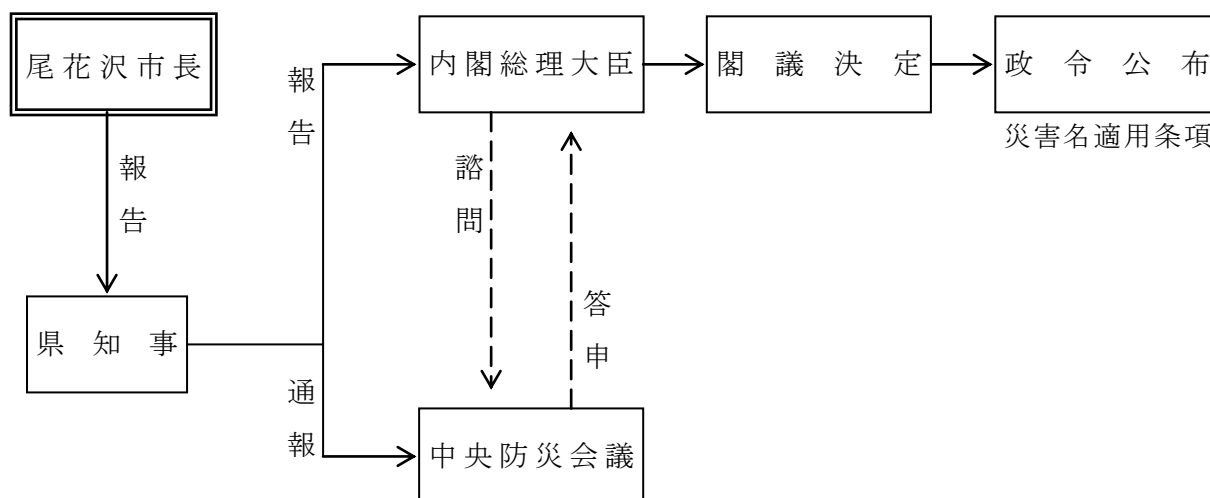 尾花沢市長
報告
内閣総理大臣
閣議決定
政令公布
災害名適用条項
報告
諮問
答申
県知事
通報
中央防災会議